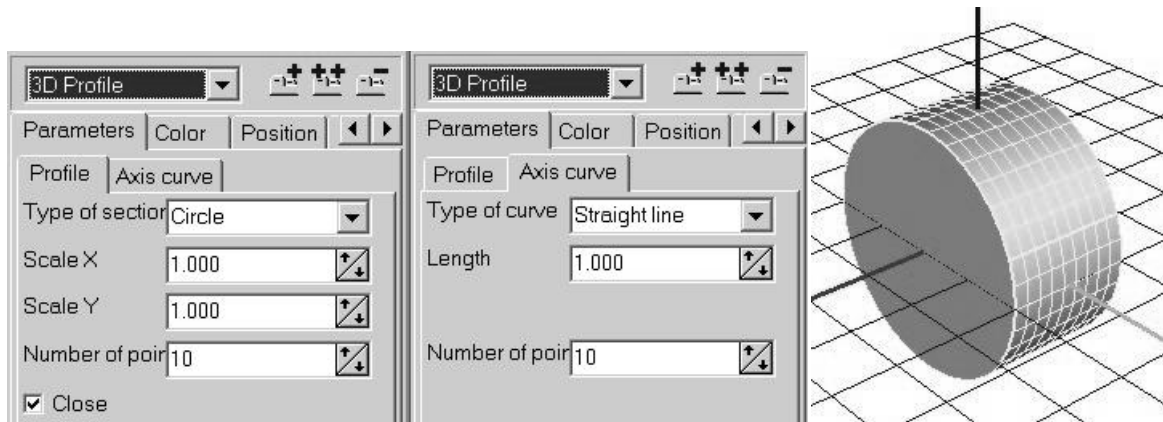 3D Profile
Parameters Color Position
Profile Axis curve
Type of section Circle
Scale X 1.000
Scale Y 1.000
Number of poir 10
Close
3D Profile
Parameters Color Position
Profile Axis curve
Type of curve Straight line
Length 1.000
Number of poir 10